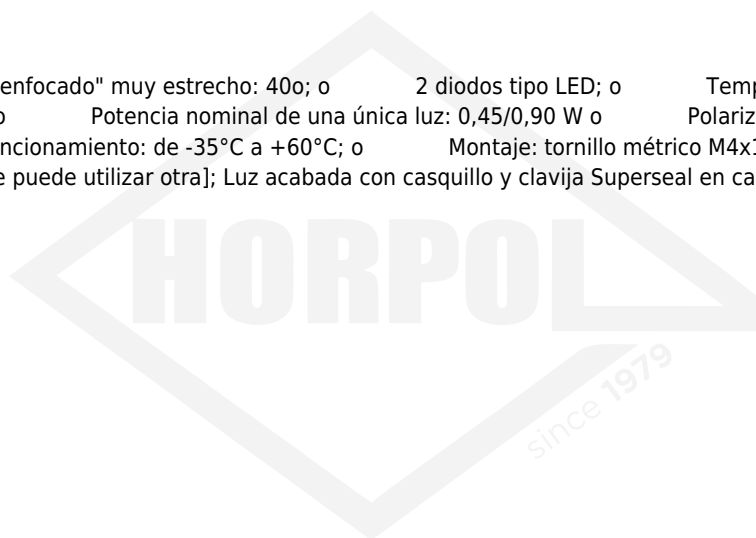 enfocado" muy estrecho: 40o; o 2 diodos tipo LED; o Temp
o Potencia nominal de una única luz: 0,45/0,90 W o Polariz
ncionamiento: de -35°C a +60°C; o Montaje: tornillo métrico M4x1
e puede utilizar otra]; Luz acabada con casquillo y clavija Superseal en ca
HORPOL
since 1979